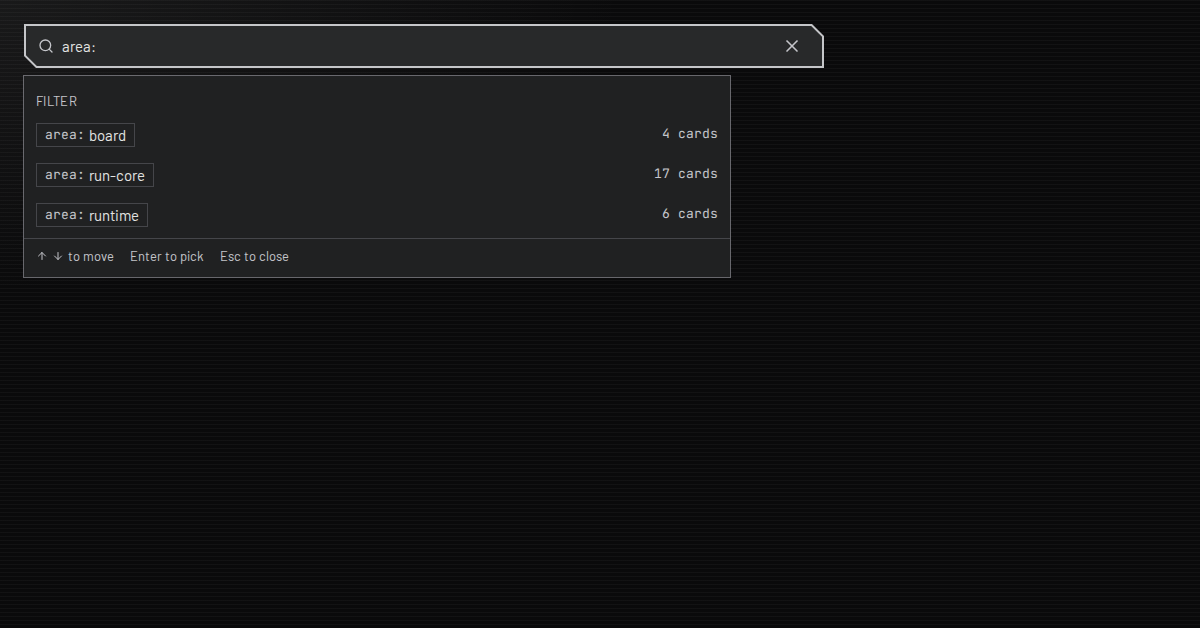 area:
FILTER
area: board 4 cards
area: run-core 17 cards
area: runtime 6 cards
↑ ↓ to move Enter to pick Esc to close